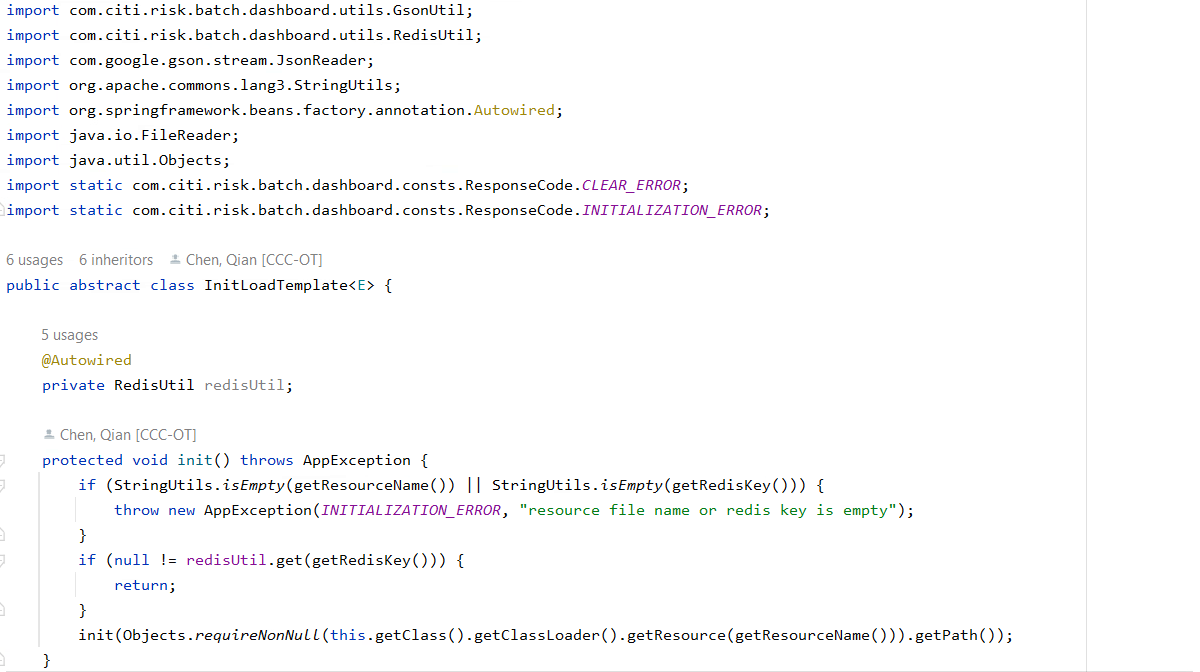 import com.citi.risk.batch.dashboard.utils.GsonUtil;
import com.citi.risk.batch.dashboard.utils.RedisUtil;
import com.google.gson.stream.JsonReader;
import org.apache.commons.lang3.StringUtils;
import org.springframework.beans.factory.annotation.Autowired;
import java.io.FileReader;
import java.util.Objects;
import static com.citi.risk.batch.dashboard.consts.ResponseCode.CLEAR_ERROR;
import static com.citi.risk.batch.dashboard.consts.ResponseCode.INITIALIZATION_ERROR;
6 usages 6 inheritors Chen, Qian [CCC-OT]
public abstract class InitLoadTemplate<E> {
5 usages
@Autowired
private RedisUtil redisUtil;
Chen, Qian [CCC-OT]
protected void init() throws AppException {
if (StringUtils.isEmpty(getResourceName()) || StringUtils.isEmpty(getRedisKey())) {
throw new AppException(INITIALIZATION_ERROR, "resource file name or redis key is empty");
}
if (null != redisUtil.get(getRedisKey())) {
return;
}
init(Objects.requireNonNull(this.getClass().getClassLoader().getResource(getResourceName())).getPath());
}